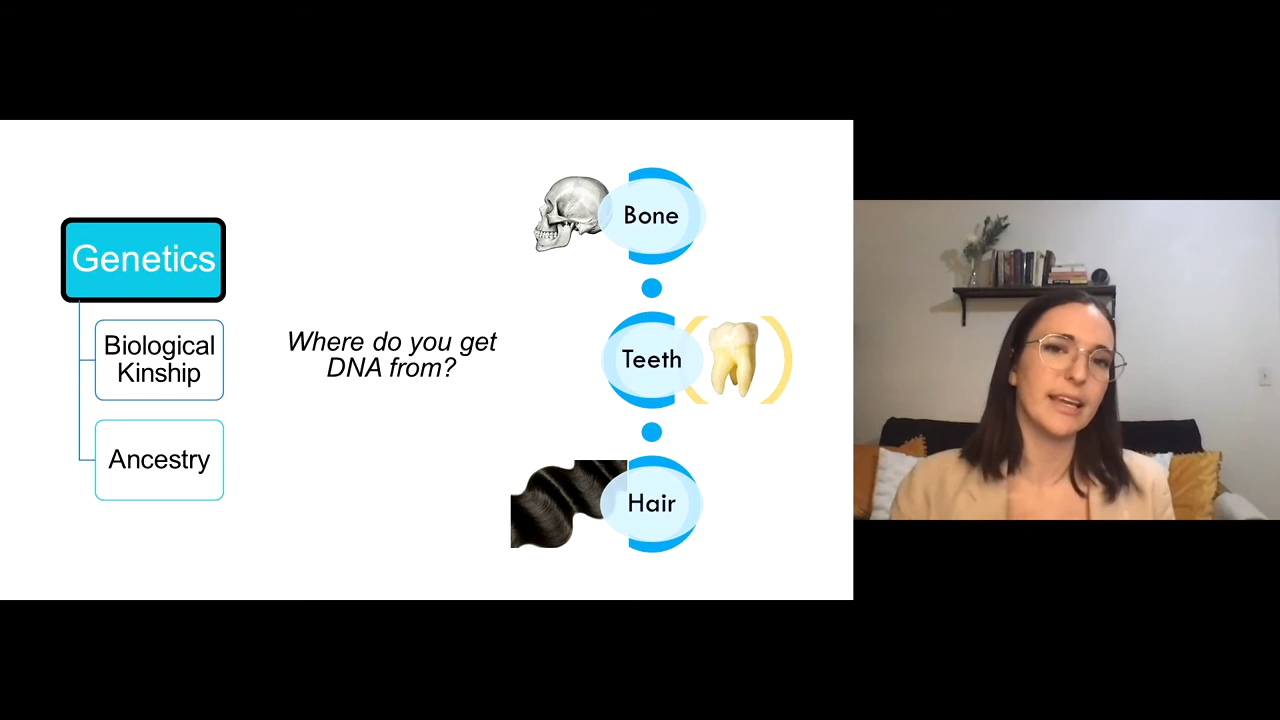 Genetics
Biological
Kinship
Ancestry
Where do you get
DNA from?
Bone
Teeth
Hair